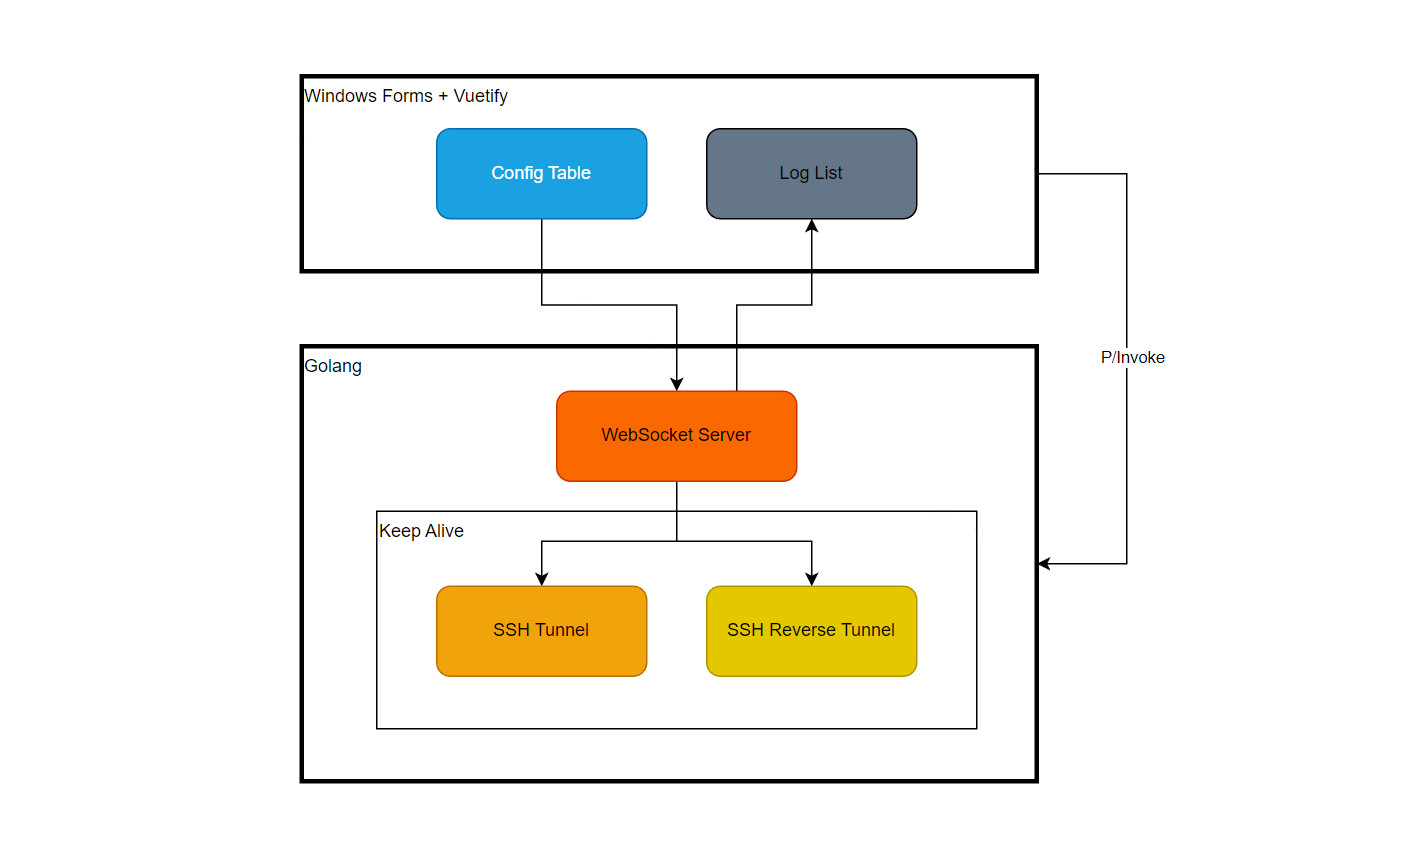 Windows Forms + Vuetify
Config Table
Log List
P/Invoke
Golang
WebSocket Server
Keep Alive
SSH Tunnel
SSH Reverse Tunnel